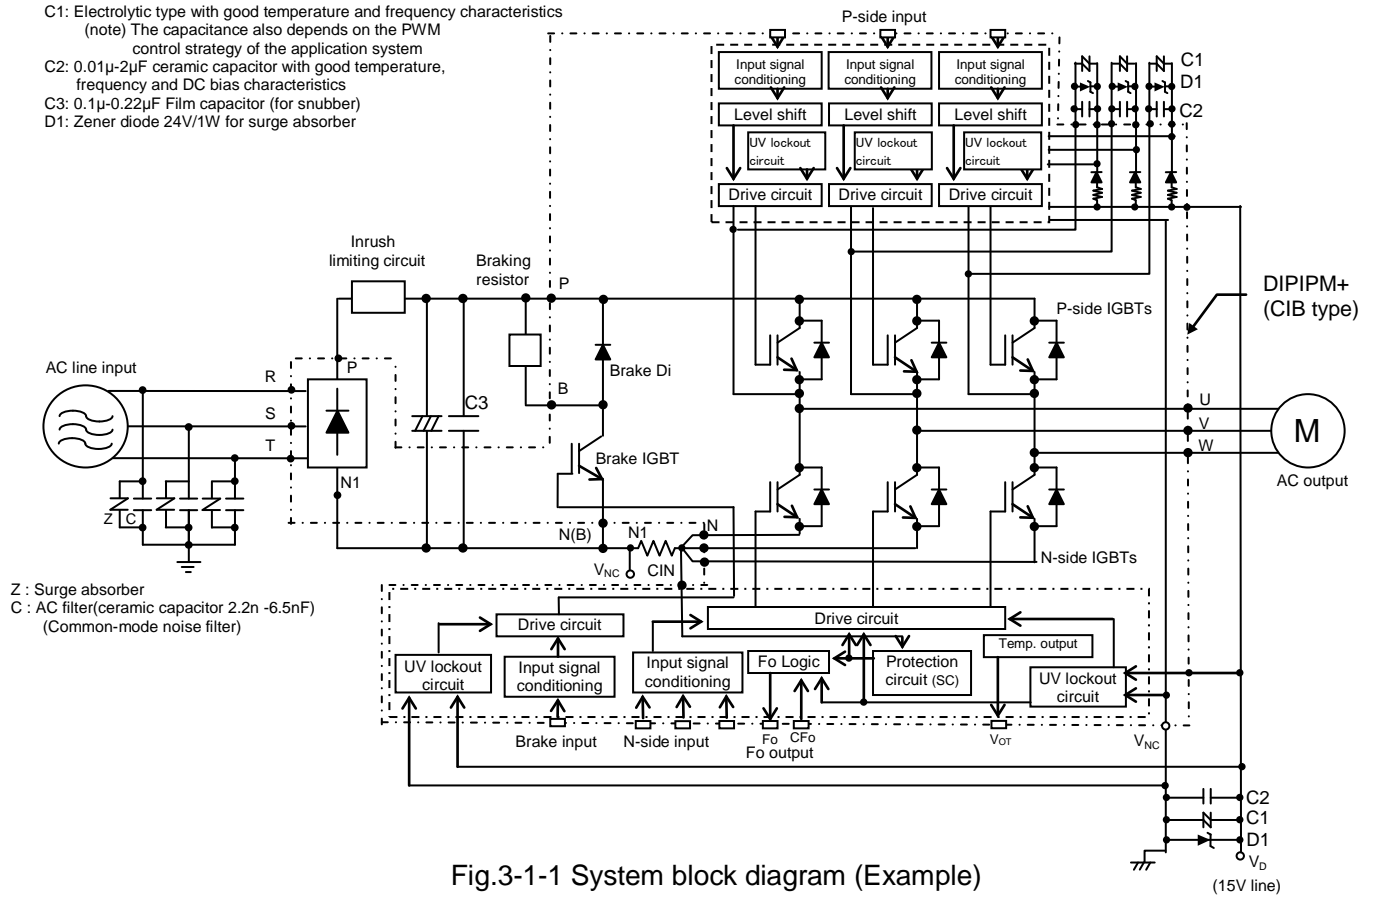 C1: Electrolytic type with good temperature and frequency characteristics
(note) The capacitance also depends on the PWM
control strategy of the application system
C2: 0.01μ-2μF ceramic capacitor with good temperature,
frequency and DC bias characteristics
C3: 0.1μ-0.22μF Film capacitor (for snubber)
D1: Zener diode 24V/1W for surge absorber
P-side input
Input signal
conditioning
Input signal
conditioning
Input signal
conditioning
Level shift
Level shift
Level shift
UV lockout
circuit
UV lockout
circuit
UV lockout
circuit
Drive circuit
Drive circuit
Drive circuit
C1
D1
C2
Inrush
limiting circuit
Braking
resistor
P
DIPIPM+
(CIB type)
P-side IGBTs
AC line input
R
S
T
P
N1
C3
B
Brake Di
Brake IGBT
U
V
W
M
AC output
Z
C
N(B)
N1
N
VNC
CIN
N-side IGBTs
Z : Surge absorber
C : AC filter(ceramic capacitor 2.2n -6.5nF)
(Common-mode noise filter)
Drive circuit
Drive circuit
UV lockout
circuit
Input signal
conditioning
Input signal
conditioning
Fo Logic
Protection
circuit (SC)
Temp. output
UV lockout
circuit
Brake input
N-side input
Fo
CFo
Fo output
VOT
VNC
C2
C1
D1
VD
(15V line)
Fig.3-1-1 System block diagram (Example)